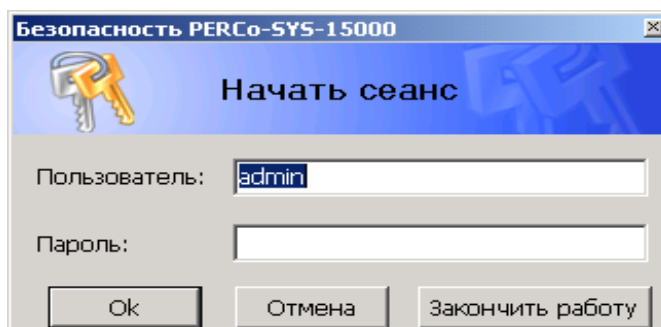 Безопасность PERCo-SYS-15000
Начать сеанс
Пользователь: admin
Пароль:
Ok Отмена Закончить работу